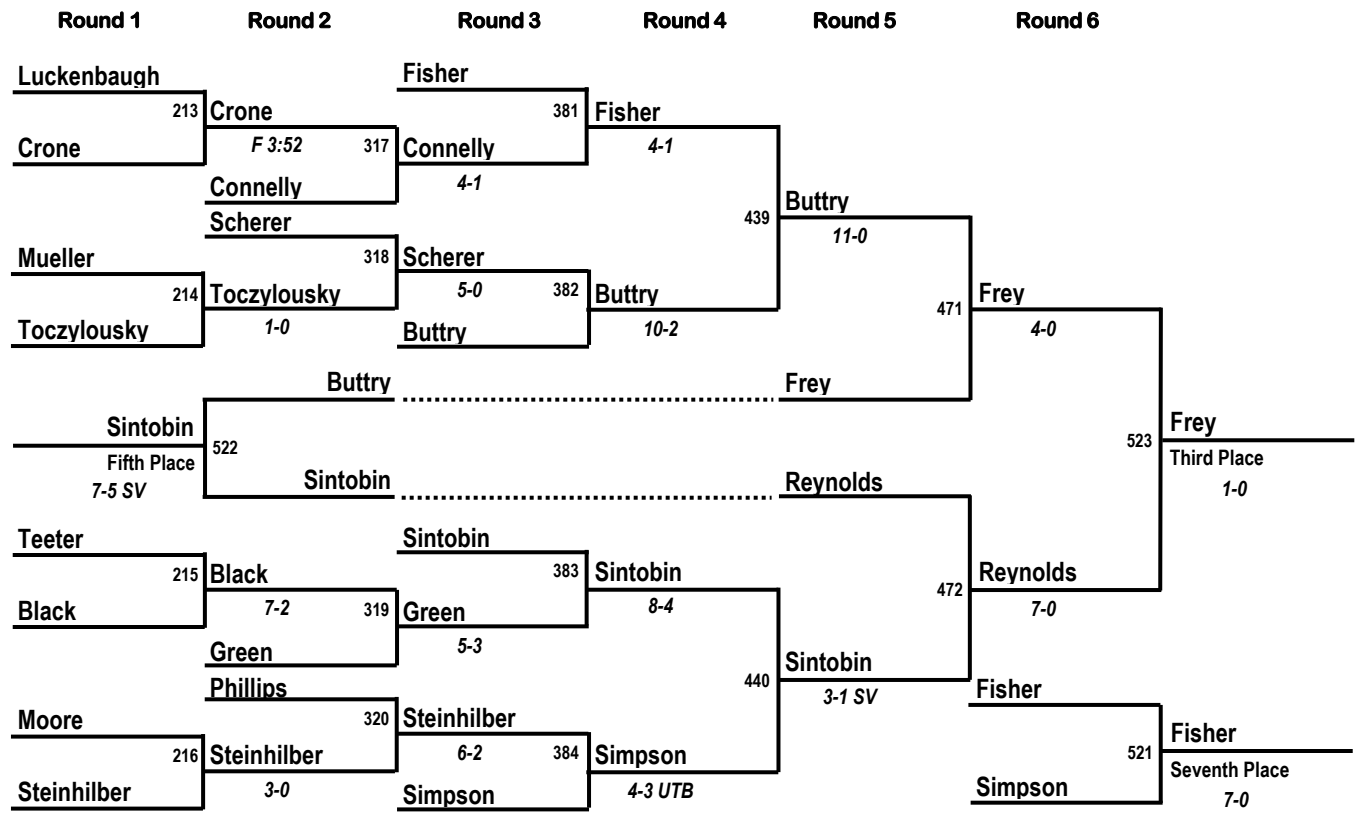 Round 1 Round 2 Round 3 Round 4 Round 5 Round 6
Luckenbaugh
Fisher
213 Crone
381 Fisher
F 3:52
317
4-1
Crone
Connelly
4-1
Connelly
Buttry
439
11-0
Scherer
Mueller
318 Scherer
5-0
382 Buttry
10-2
214 Toczylousky
1-0
471 Frey
4-0
Toczylousky
Buttry
Buttry
Frey
Sintobin
522
Fifth Place
7-5 SV
523 Frey
Third Place
1-0
Sintobin
Reynolds
Teeter
Sintobin
215 Black
7-2
383 Sintobin
8-4
472 Reynolds
7-0
Black
319 Green
5-3
Green
440 Sintobin
3-1 SV
Phillips
Fisher
Moore
320 Steinhilber
6-2
216 Steinhilber
3-0
384 Simpson
4-3 UTB
521 Fisher
Seventh Place
7-0
Steinhilber
Simpson
Simpson